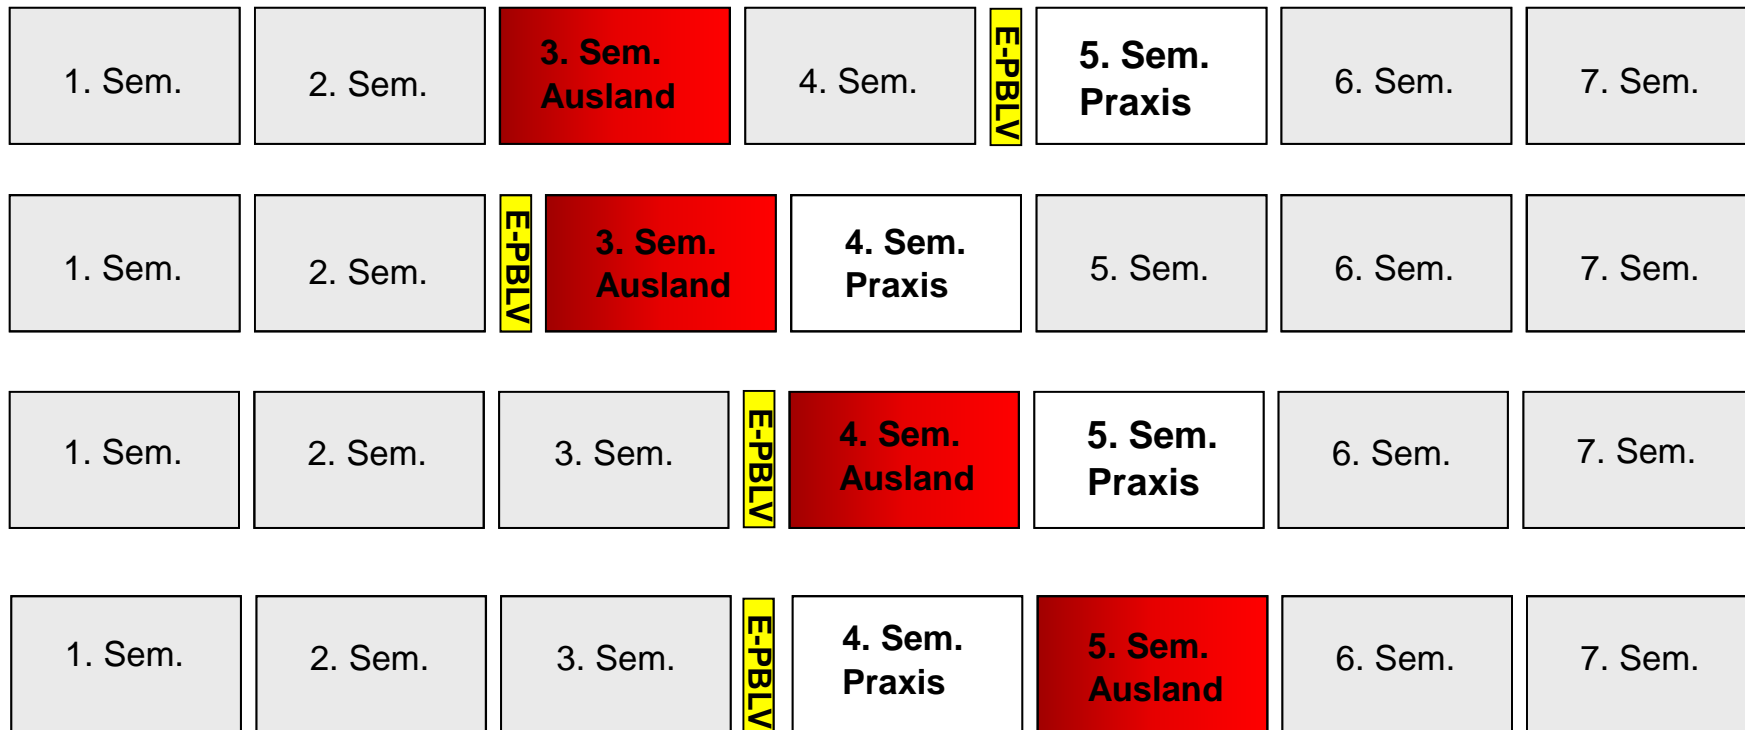 1. Sem.
2. Sem.
3. Sem.
Ausland
4. Sem.
E-PBLV
5. Sem.
Praxis
6. Sem.
7. Sem.
1. Sem.
2. Sem.
E-PBLV
3. Sem.
Ausland
4. Sem.
Praxis
5. Sem.
6. Sem.
7. Sem.
1. Sem.
2. Sem.
3. Sem.
E-PBLV
4. Sem.
Ausland
5. Sem.
Praxis
6. Sem.
7. Sem.
1. Sem.
2. Sem.
3. Sem.
E-PBLV
4. Sem.
Praxis
5. Sem.
Ausland
6. Sem.
7. Sem.